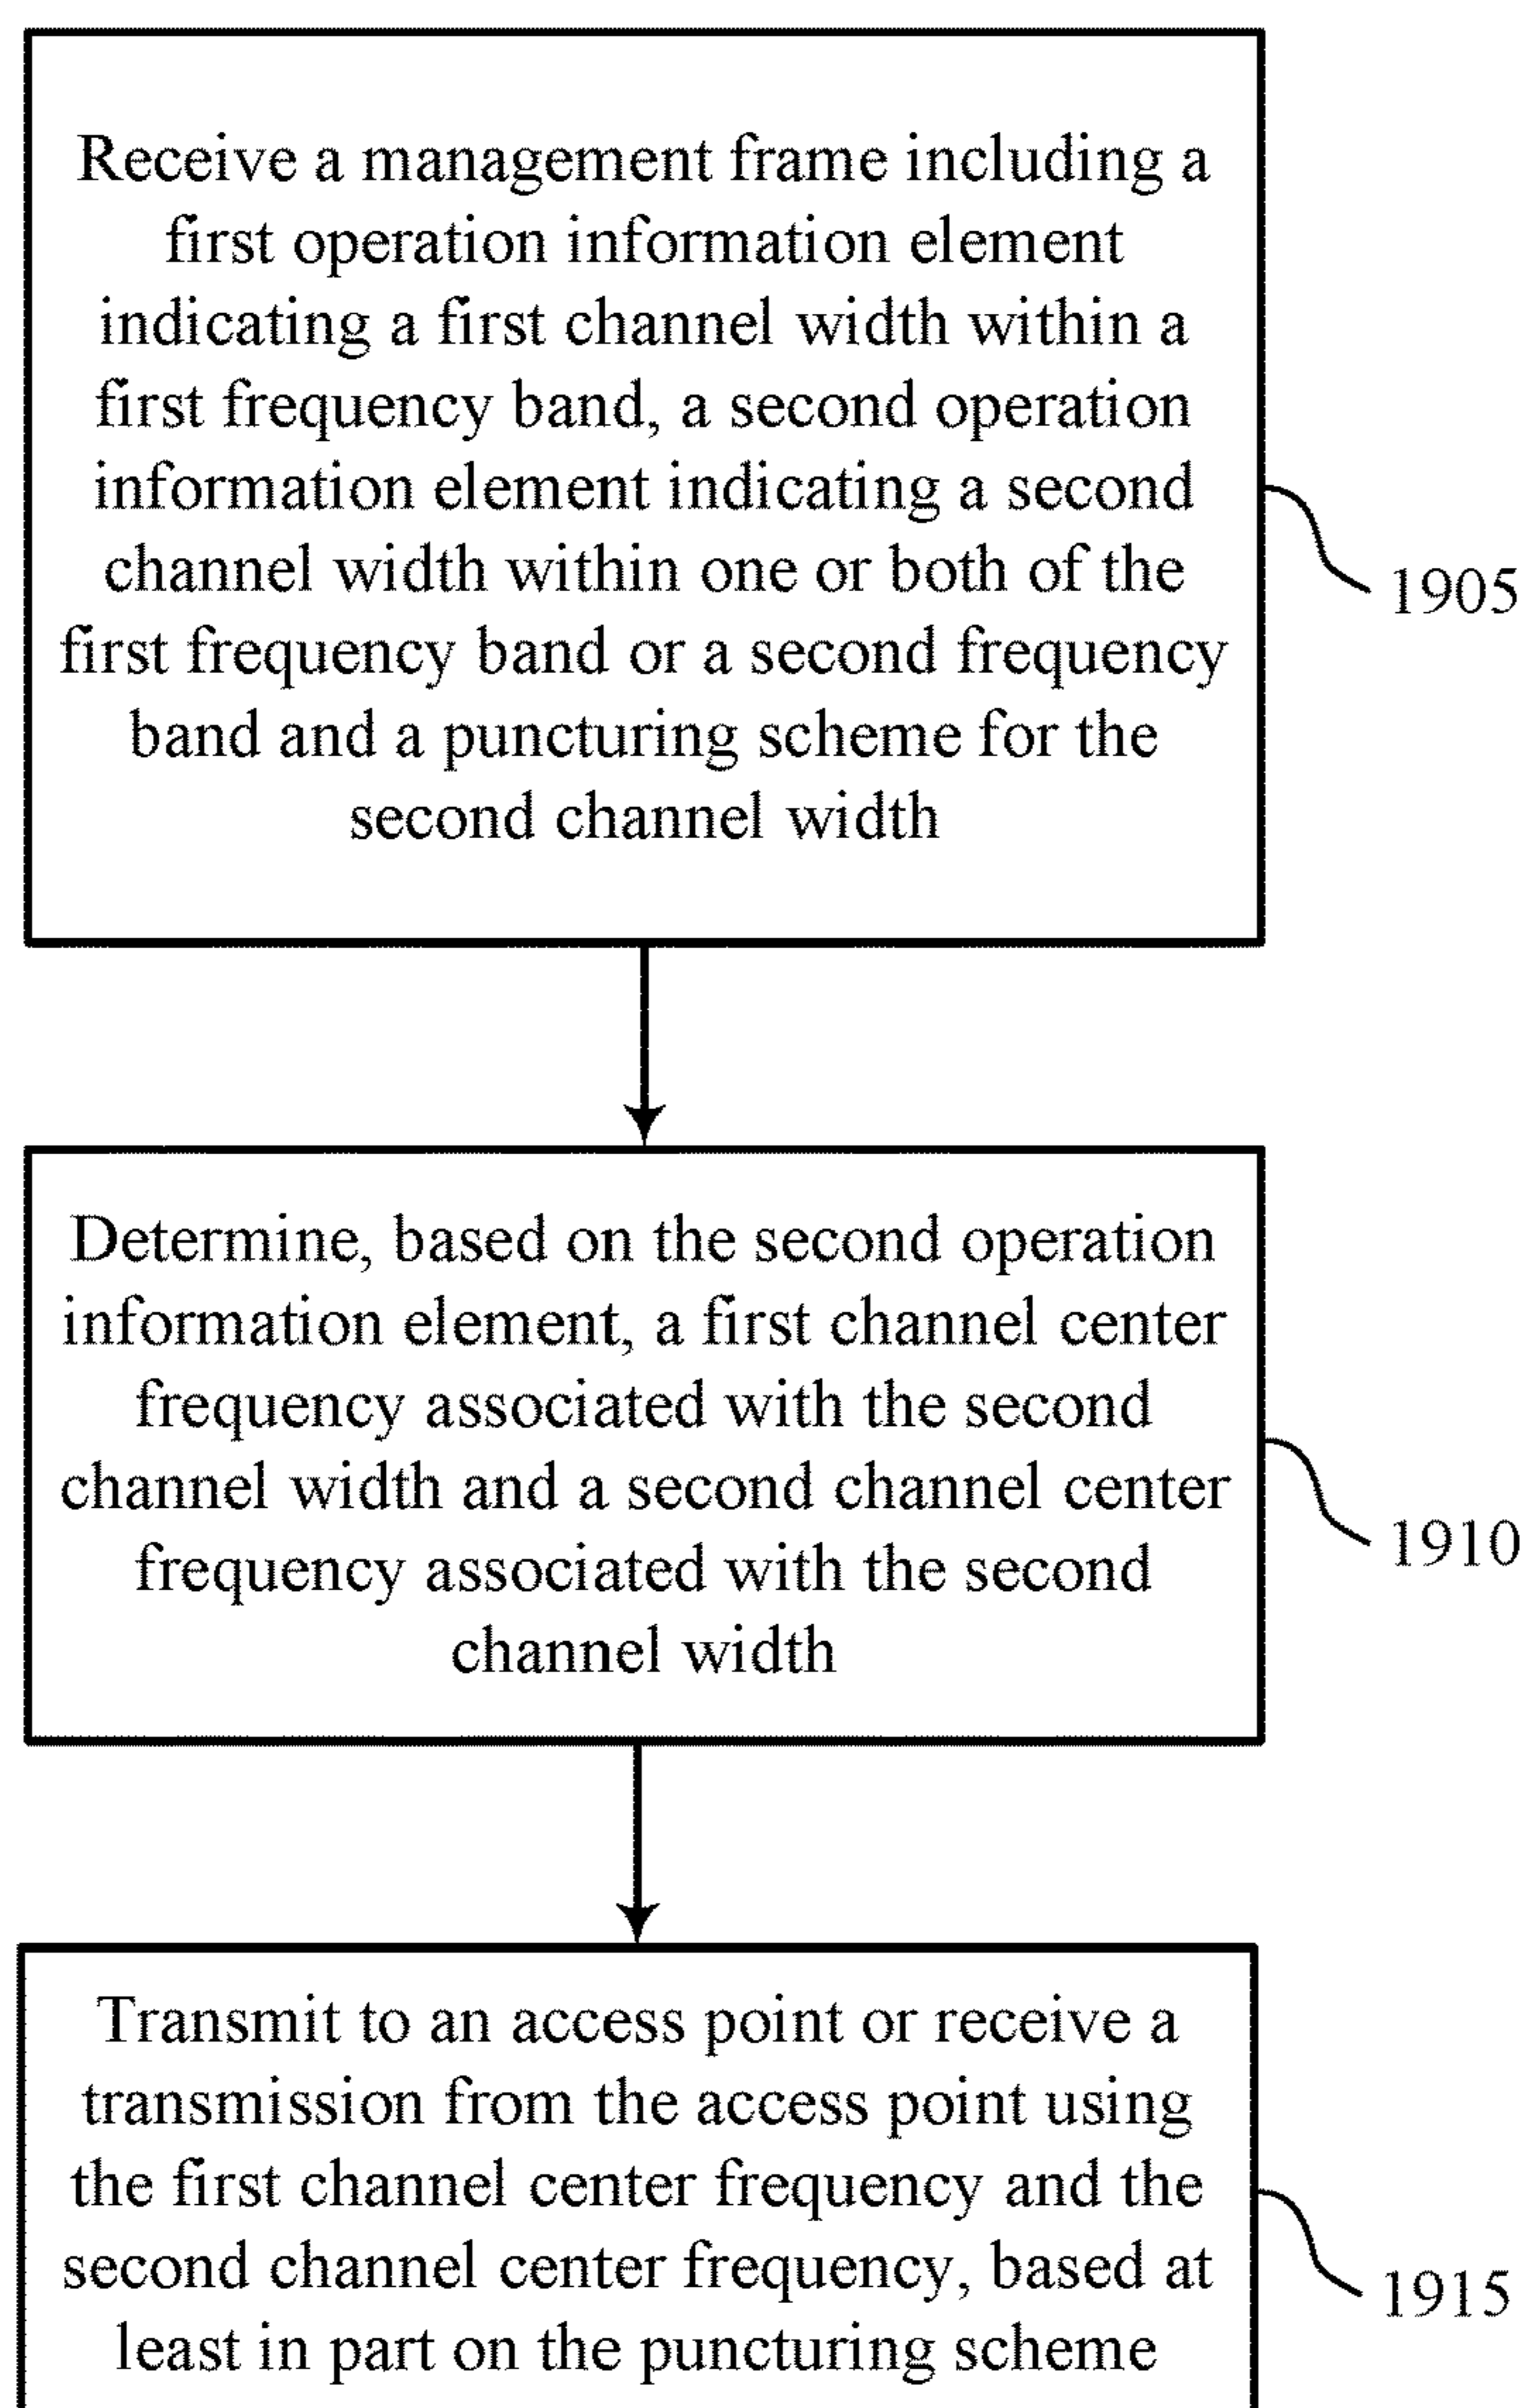 Receive a management frame including a
first operation information element
indicating a first channel width within a
first frequency band, a second operation
information element indicating a second
channel width within one or both of the
first frequency band or a second frequency
band and a puncturing scheme for the
second channel width
1905
Determine, based on the second operation
information element, a first channel center
frequency associated with the second
channel width and a second channel center
frequency associated with the second
channel width
1910
Transmit to an access point or receive a
transmission from the access point using
the first channel center frequency and the
second channel center frequency, based at
least in part on the puncturing scheme
1915